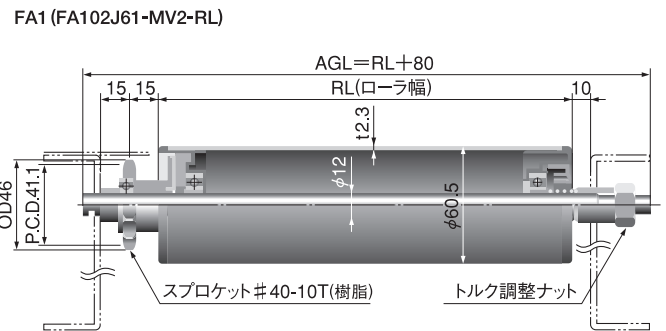 FA1(FA102J61-MV2-RL)
AGL=RL+80
15 15 RL(ローラ幅) 10
t2.3
φ12
φ60.5
OD46
P.C.D.41.1
スプロケット#40-10T(樹脂)
トルク調整ナット